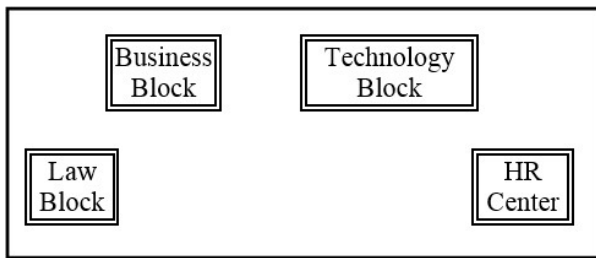 Business
Block
Technology
Block
Law
Block
HR
Center